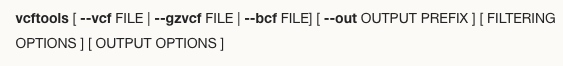 vcftools [ --vcf FILE | --gzvcf FILE | --bcf FILE] [ --out OUTPUT PREFIX ] [ FILTERING
OPTIONS ] [ OUTPUT OPTIONS ]